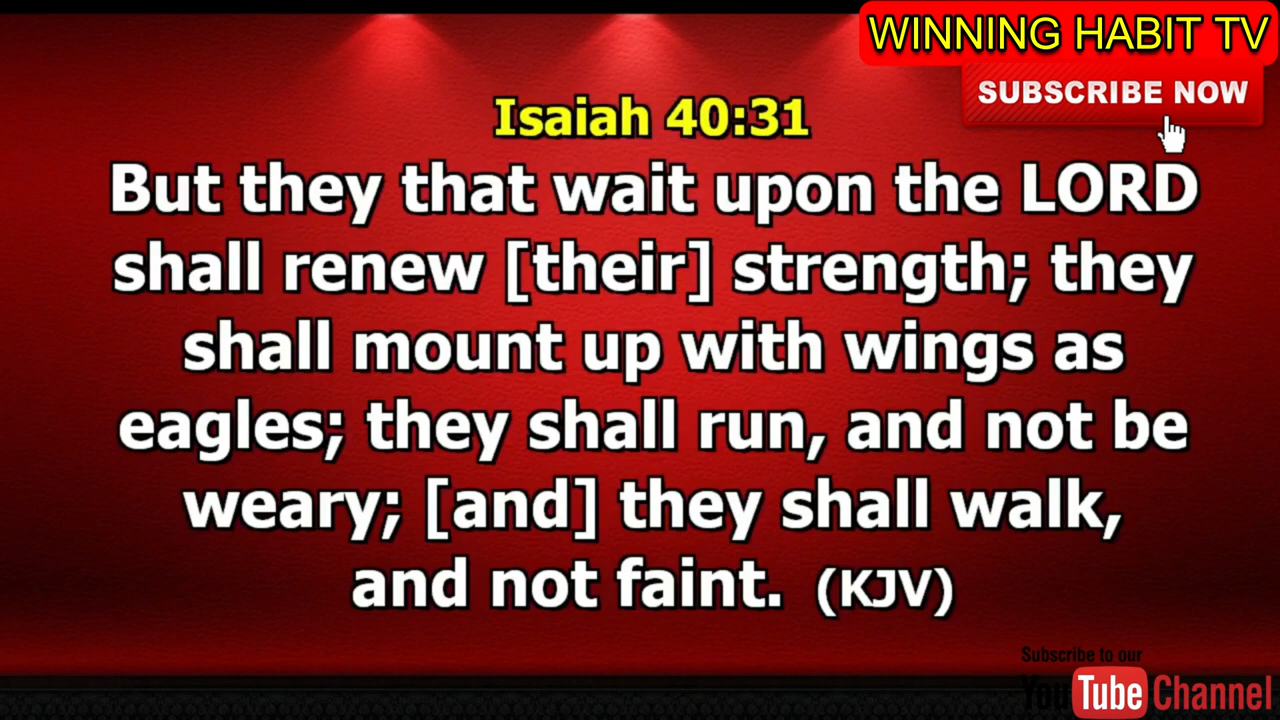 WINNING HABIT TV
SUBSCRIBE NOW
Isaiah 40:31
But they that wait upon the LORD
shall renew [their] strength; they
shall mount up with wings as
eagles; they shall run, and not be
weary; [and] they shall walk,
and not faint. (KJV)
Subscribe to our
YouTube Channel